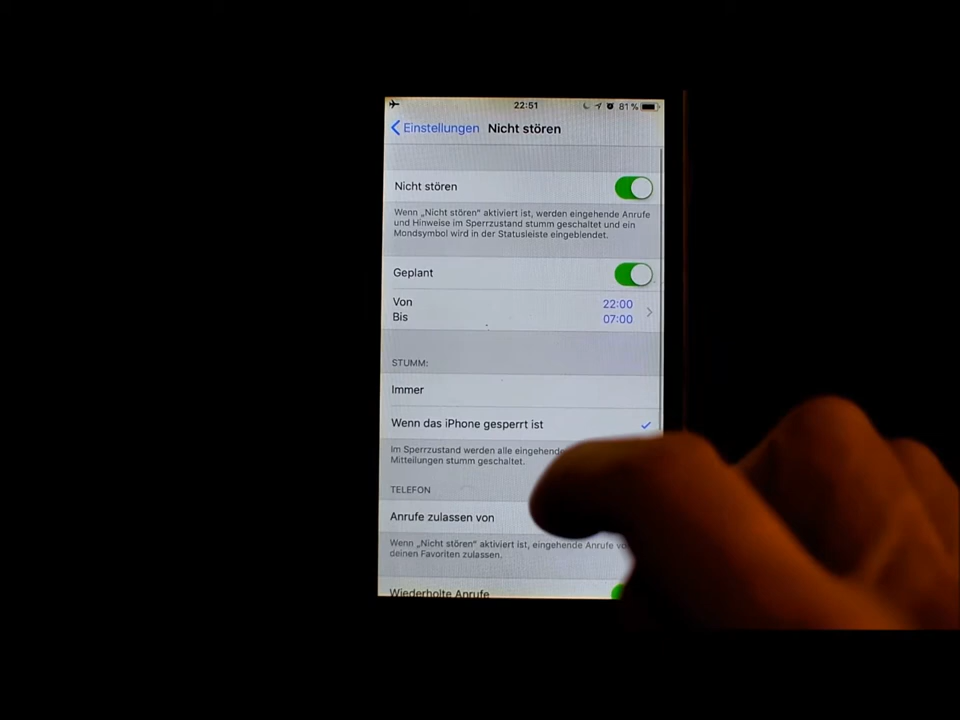 22:51 81 %
Einstellungen Nicht stören
Nicht stören
Wenn „Nicht stören“ aktiviert ist, werden eingehende Anrufe
und Hinweise im Sperrzustand stumm geschaltet und ein
Mondsymbol wird in der Statusleiste eingeblendet.
Geplant
Von 22:00
Bis 07:00
STUMM:
Immer
Wenn das iPhone gesperrt ist
Im Sperrzustand werden alle eingehende
Mitteilungen stumm geschaltet.
TELEFON
Anrufe zulassen von
Wenn „Nicht stören“ aktiviert ist, eingehende Anrufe
deinen Favoriten zulassen.
Wiederholte Anrufe